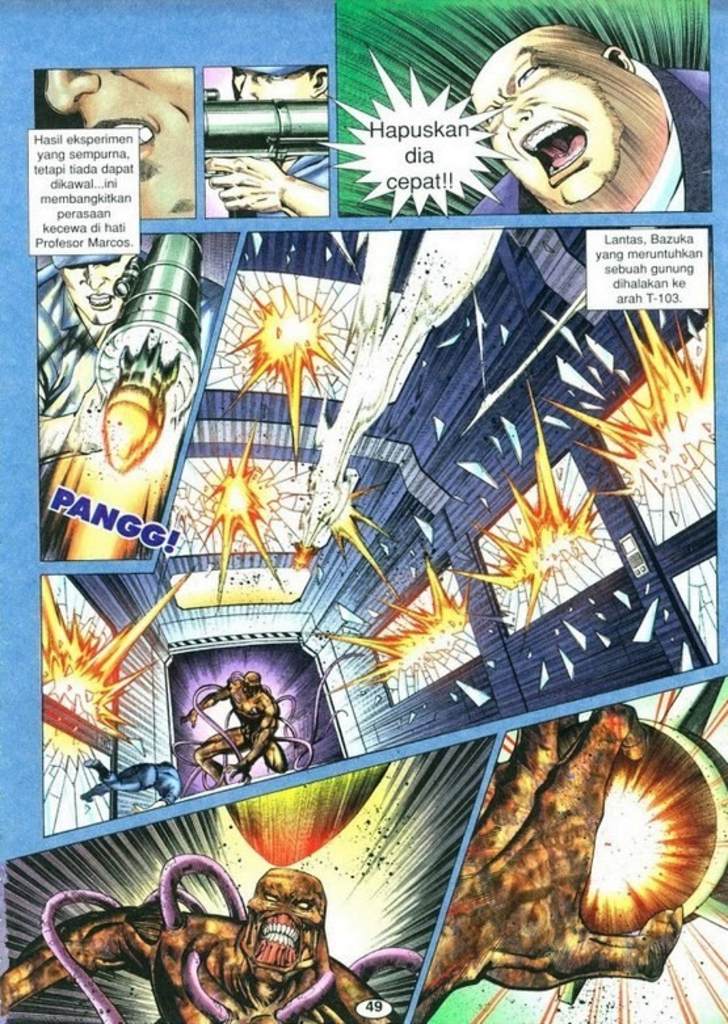 Hasil eksperimen
yang sempurna,
tetapi tidak dapat
dikawal...ini
membangkitkan
perasaan
kecewa di hati
Profesor Marcos.
Hapuskan
dia
cepat!!
Lantas, Bazuka
yang meruntuhkan
sebuah gunung
dihalakan ke
arah T-103.
PANGG!
49